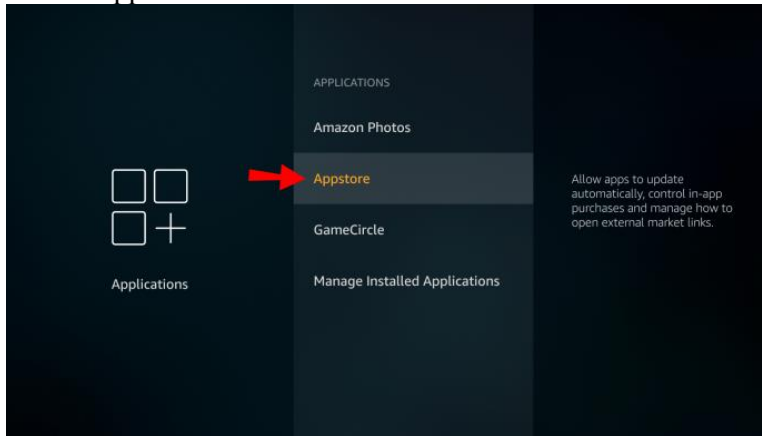 APPLICATIONS
Amazon Photos
Appstore
GameCircle
Manage Installed Applications
Applications
Allow apps to update
automatically, control in-app
purchases and manage how to
open external market links.